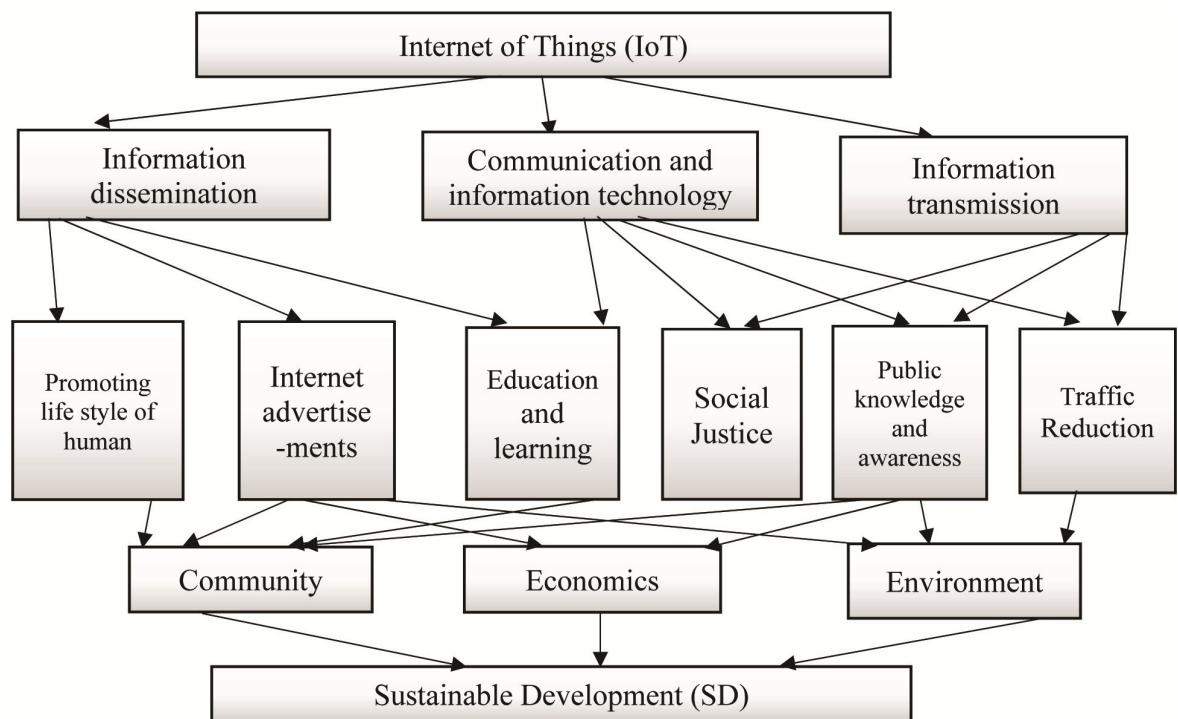 Internet of Things (IoT)
Information
dissemination
Communication and
information technology
Information
transmission
Promoting
life style of
human
Internet
advertise
-ments
Education
and
learning
Social
Justice
Public
knowledge
and
awareness
Traffic
Reduction
Community
Economics
Environment
Sustainable Development (SD)